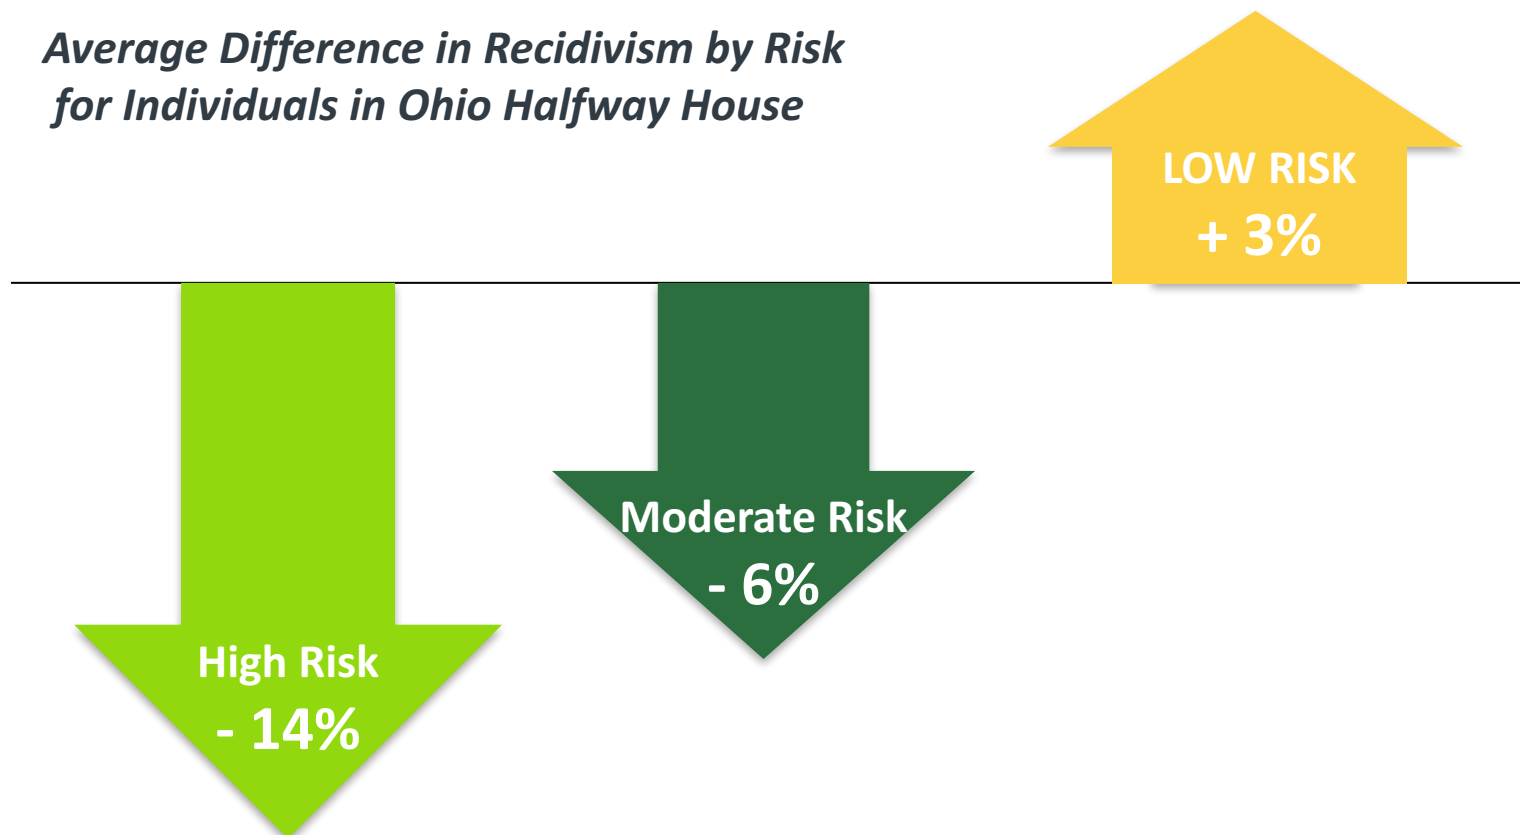 Average Difference in Recidivism by Risk
for Individuals in Ohio Halfway House
LOW RISK
+ 3%
Moderate Risk
- 6%
High Risk
- 14%